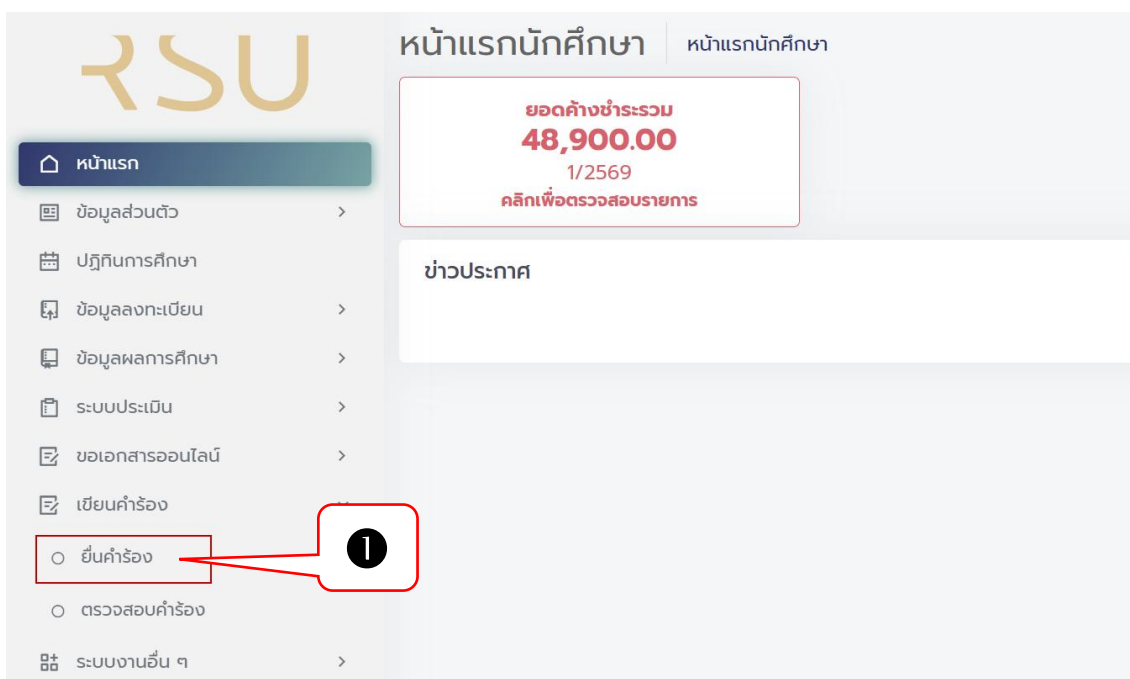 RSU
หน้าแรกนักศึกษา
หน้าแรกนักศึกษา
ยอดค้างชำระรวม
48,900.00
1/2569
คลิกเพื่อตรวจสอบรายการ
หน้าแรก
ข้อมูลส่วนตัว
ปฏิทินการศึกษา
ข่าวประกาศ
ข้อมูลลงทะเบียน
ข้อมูลผลการศึกษา
ระบบประเมิน
ขอเอกสารออนไลน์
เขียนคำร้อง
ยื่นคำร้อง
❶
ตรวจสอบคำร้อง
ระบบงานอื่น ๆ